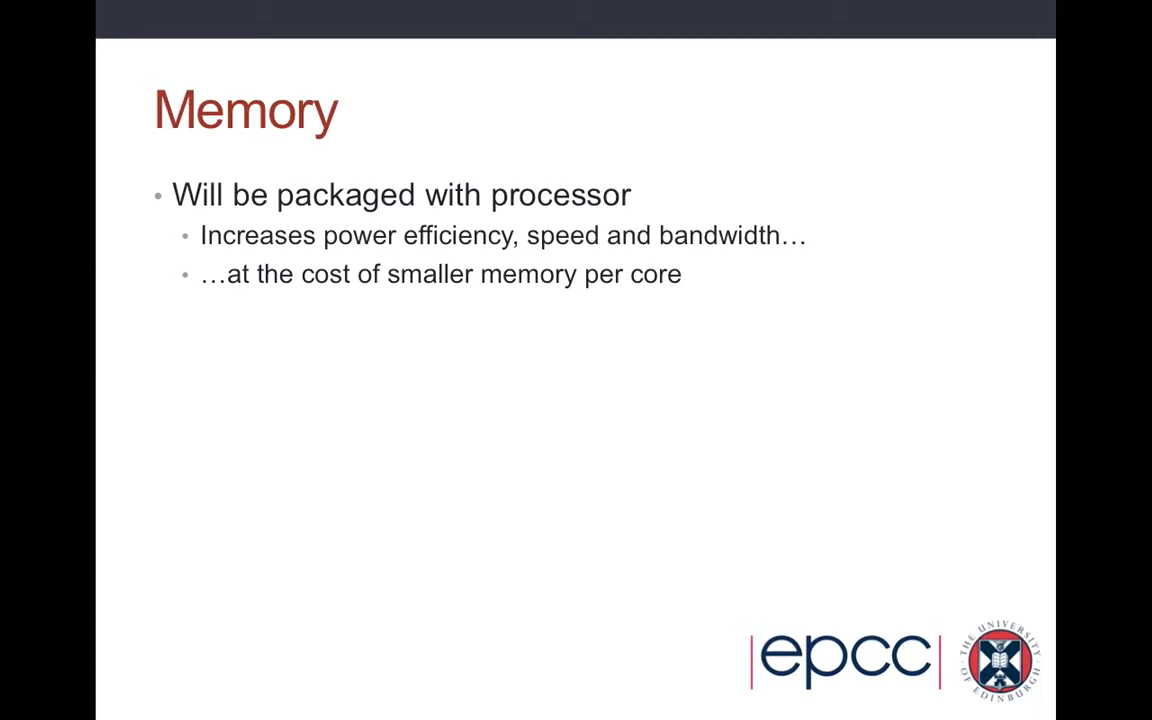 Memory
• Will be packaged with processor
• Increases power efficiency, speed and bandwidth…
• …at the cost of smaller memory per core
epcc
THE UNIVERSITY OF EDINBURGH